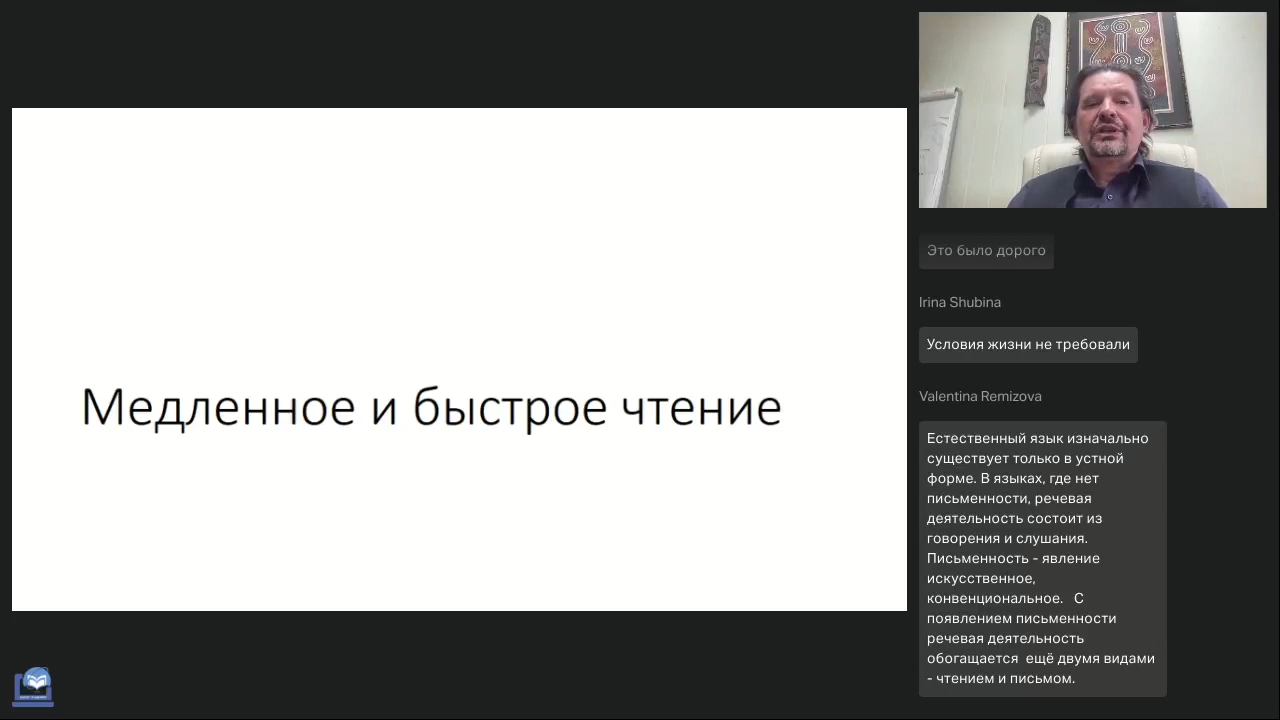 Медленное и быстрое чтение
Это было дорого
Irina Shubina
Условия жизни не требовали
Valentina Remizova
Естественный язык изначально
существует только в устной
форме. В языках, где нет
письменности, речевая
деятельность состоит из
говорения и слушания.
Письменность - явление
искусственное,
конвенциональное.   С
появлением письменности
речевая деятельность
обогащается  ещё двумя видами
- чтением и письмом.